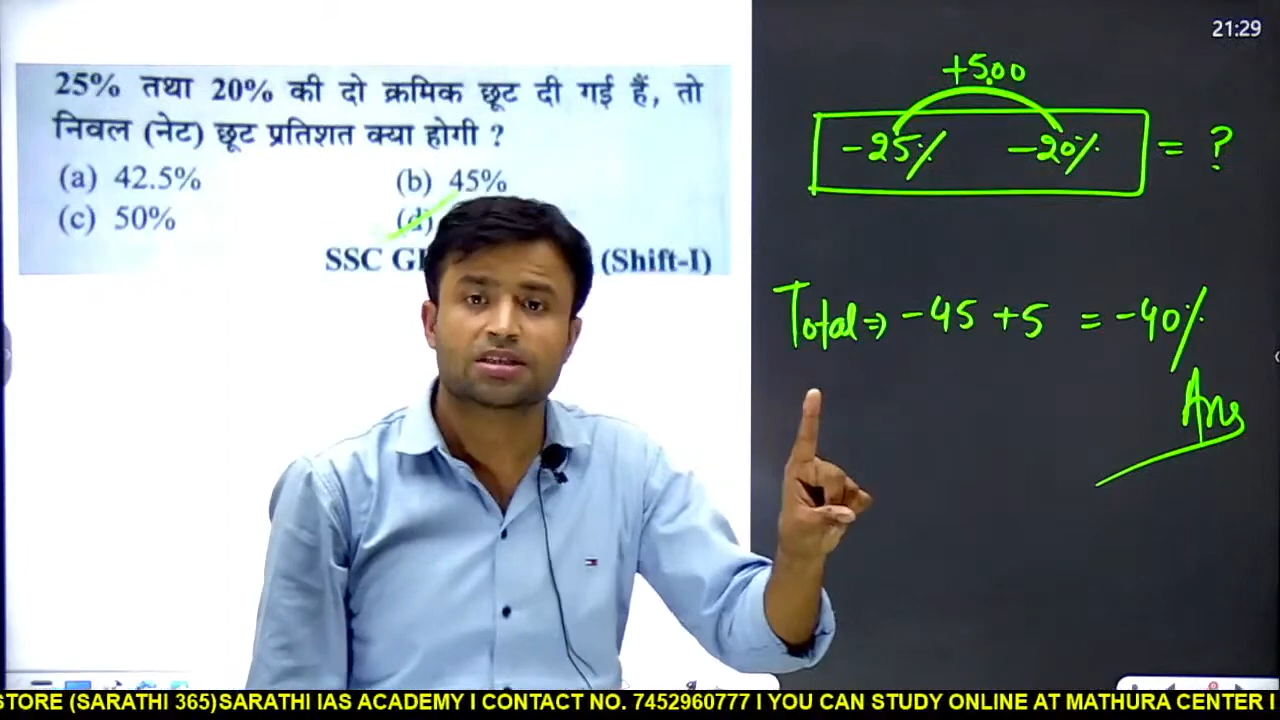 21:29
25% तथा 20% की दो क्रमिक छूट दी गई हैं, तो
निवल (नेट) छूट प्रतिशत क्या होगी ?
(a) 42.5% (b) 45%
(c) 50% (d)
SSC (Shift-I)
+5.00
-25% -20% = ?
Total ⇒ -45 +5 = -40%
Ans
STORE (SARATHI 365)SARATHI IAS ACADEMY I CONTACT NO. 7452960777 I YOU CAN STUDY ONLINE AT MATHURA CENTER I